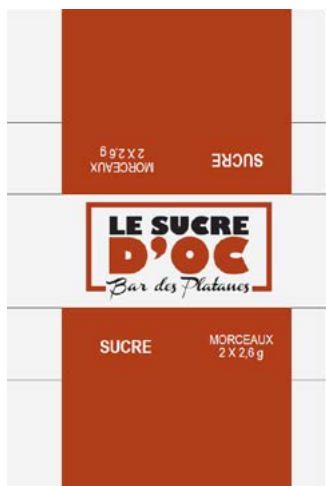 SUCRE
MORCEAUX
2 X 2,6 g
LE SUCRE
D'OC
Bar des Platanes
SUCRE
MORCEAUX
2 X 2,6 g